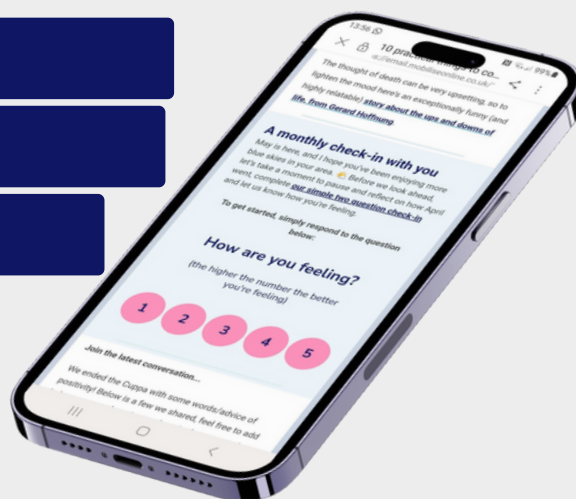 13:56
99%
10 practical things to co...
email.mobiliseonline.co.uk/
The thought of death can be very upsetting, so to
lighten the mood here's an exceptionally funny (and
highly relatable) story about the ups and downs of
life, from Gerard Hoffnung.
A monthly check-in with you
May is here, and I hope you've been enjoying more
blue skies in your area. Before we look ahead,
let's take a moment to pause and reflect on how April
went, complete our simple two question check-in
and let us know how you're feeling.
To get started, simply respond to the question
below:
How are you feeling?
(the higher the number the better
you're feeling)
1 2 3 4 5
Join the latest conversation...
We ended the Cuppa with some words/advice of
positivity! Below is a few we shared, feel free to add